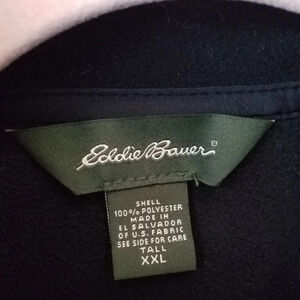 Eddie Bauer
SHELL
100% POLYESTER
MADE IN
EL SALVADOR
OF U.S. FABRIC
SEE SIDE FOR CARE
TALL
XXL